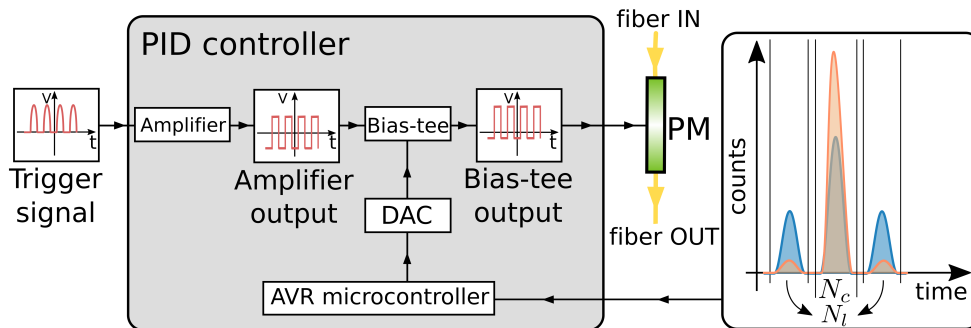 PID controller
fiber IN
V
t
Trigger
signal
Amplifier
V
t
Amplifier
output
Bias-tee
V
t
Bias-tee
output
DAC
AVR microcontroller
PM
fiber OUT
counts
time
N_c
N_l